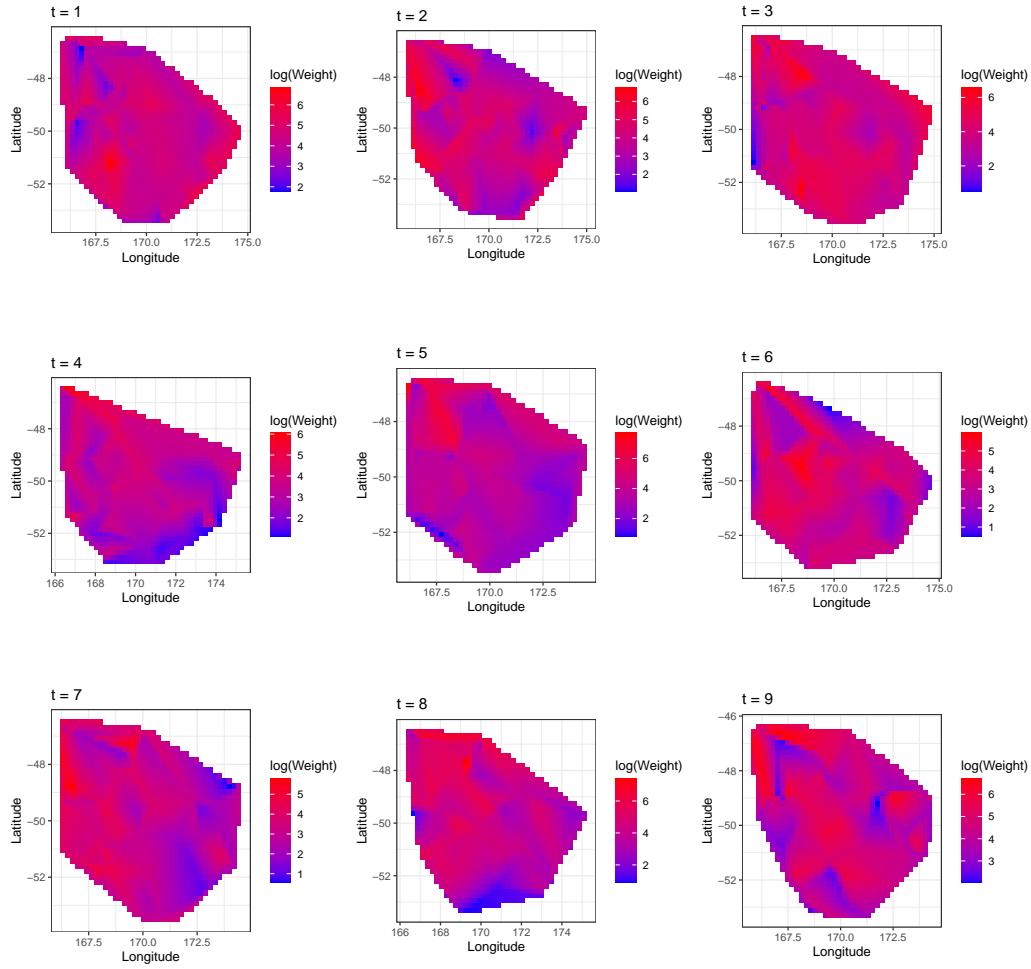 t = 1
log(Weight)
6
5
4
3
2
−48
−50
−52
Latitude
167.5 170.0 172.5 175.0
Longitude
t = 2
log(Weight)
6
5
4
3
2
−48
−50
−52
Latitude
167.5 170.0 172.5 175.0
Longitude
t = 3
log(Weight)
6
4
2
−48
−50
−52
Latitude
167.5 170.0 172.5 175.0
Longitude
t = 4
log(Weight)
6
5
4
3
2
−48
−50
−52
Latitude
166 168 170 172 174
Longitude
t = 5
log(Weight)
6
4
2
−48
−50
−52
Latitude
167.5 170.0 172.5
Longitude
t = 6
log(Weight)
5
4
3
2
1
−48
−50
−52
Latitude
167.5 170.0 172.5 175.0
Longitude
t = 7
log(Weight)
5
4
3
2
1
−48
−50
−52
Latitude
167.5 170.0 172.5
Longitude
t = 8
log(Weight)
6
4
2
−48
−50
−52
Latitude
166 168 170 172 174
Longitude
t = 9
log(Weight)
6
5
4
3
−46
−48
−50
−52
Latitude
167.5 170.0 172.5
Longitude